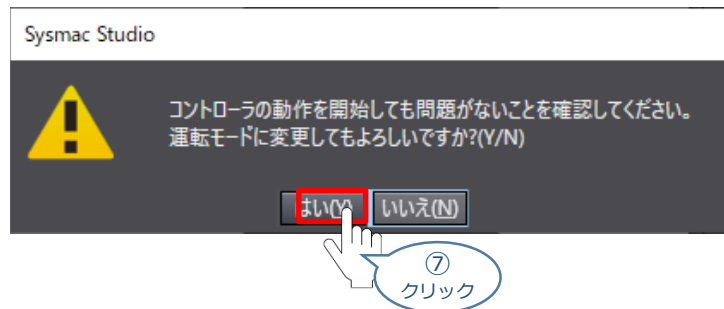 Sysmac Studio
コントローラの動作を開始しても問題がないことを確認してください。
運転モードに変更してもよろしいですか?(Y/N)
はい(Y) いいえ(N)
⑦
クリック